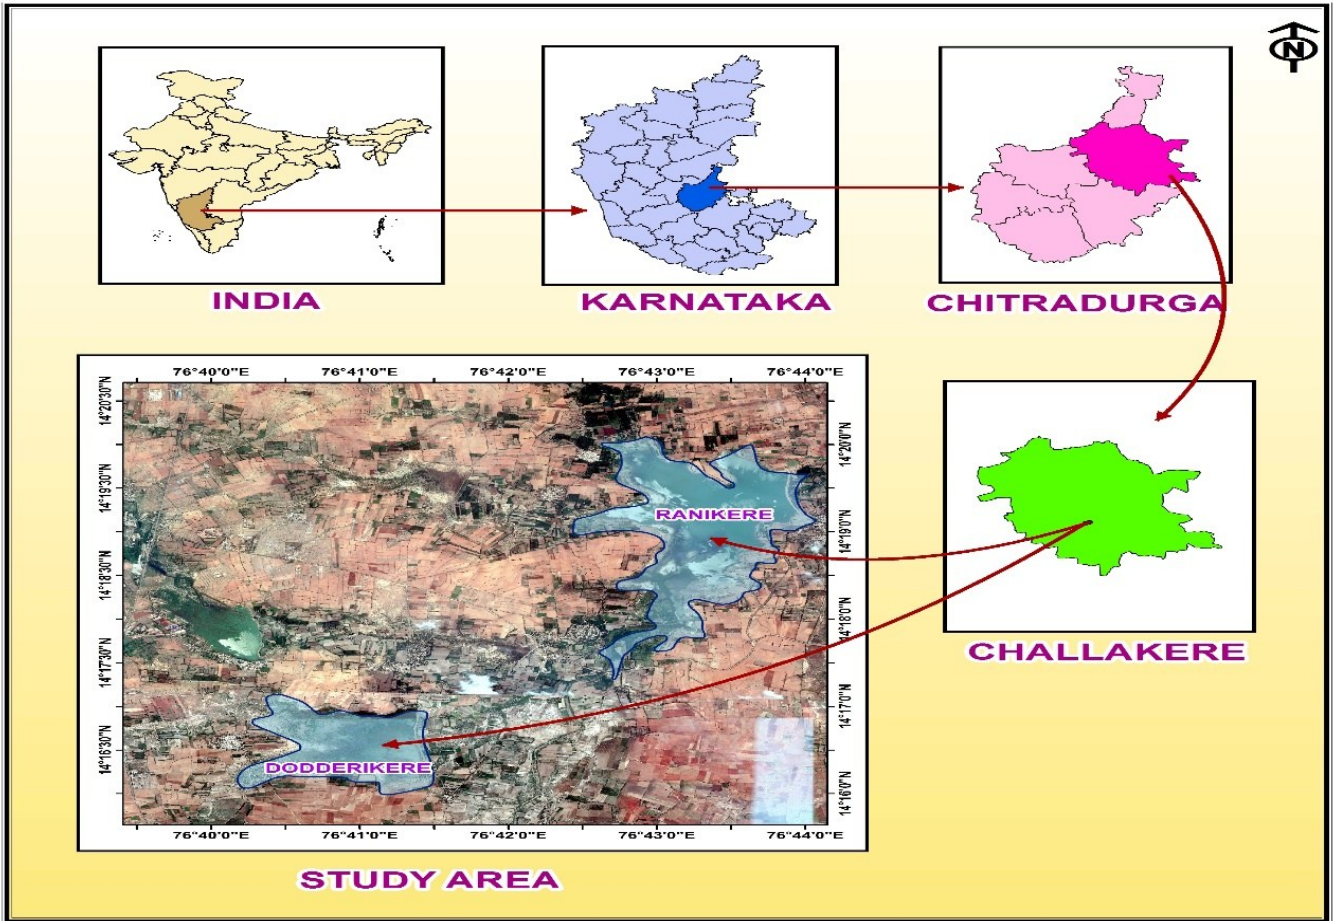 N
INDIA
KARNATAKA
CHITRADURGA
76°40'0"E 76°41'0"E 76°42'0"E 76°43'0"E 76°44'0"E
14°20'30"N
14°20'0"N
14°19'30"N
RANIKERE
14°19'0"N
14°18'30"N
14°18'0"N
CHALLAKERE
14°17'30"N
14°17'0"N
14°16'30"N
DODDERIKERE
14°16'0"N
76°40'0"E 76°41'0"E 76°42'0"E 76°43'0"E 76°44'0"E
STUDY AREA